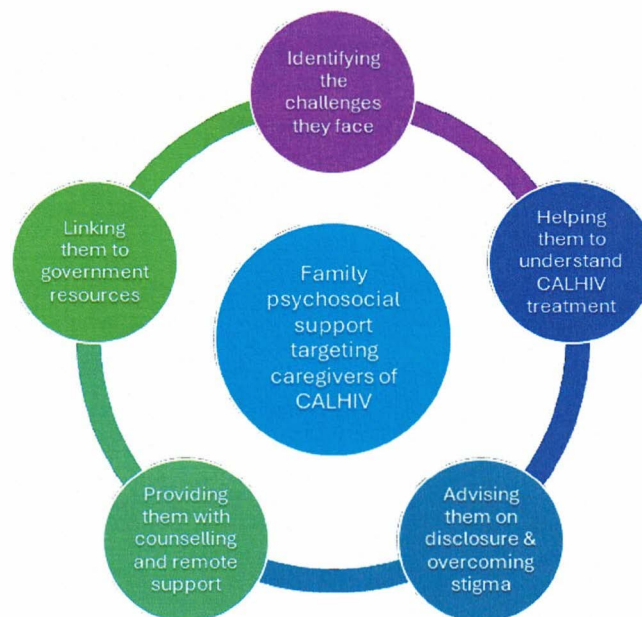 Identifying
the
challenges
they face
Helping
them to
understand
CALHIV
treatment
Advising
them on
disclosure &
overcoming
stigma
Providing
them with
counselling
and remote
support
Linking
them to
government
resources
Family
psychosocial
support
targeting
caregivers of
CALHIV